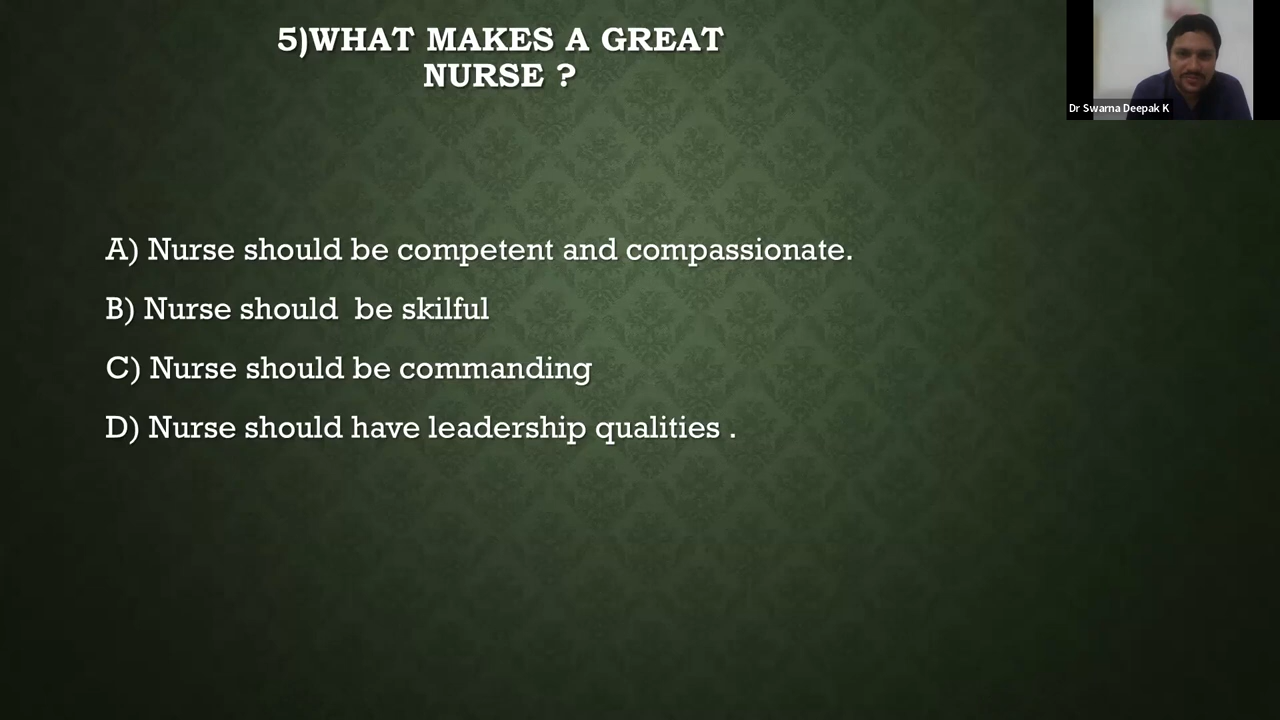 5)WHAT MAKES A GREAT
NURSE ?
Dr Swarna Deepak K
A) Nurse should be competent and compassionate.
B) Nurse should  be skilful
C) Nurse should be commanding
D) Nurse should have leadership qualities .